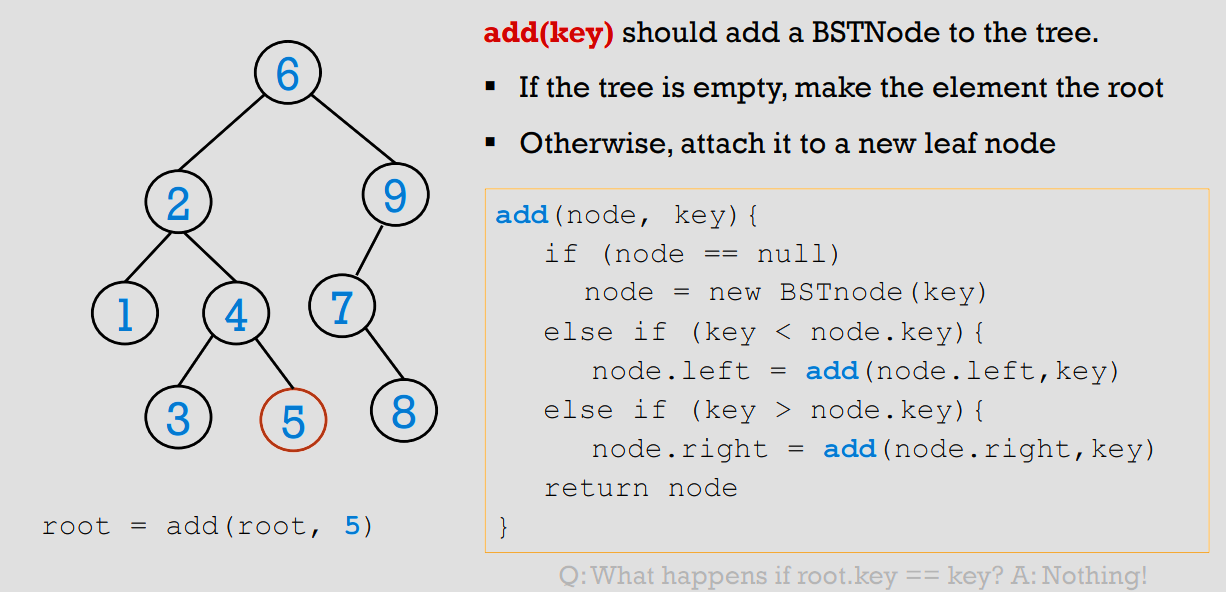 6
2
9
1
4
7
3
5
8
root = add(root, 5)
add(key) should add a BSTNode to the tree.
▪ If the tree is empty, make the element the root
▪ Otherwise, attach it to a new leaf node
add(node, key){
if (node == null)
node = new BSTnode(key)
else if (key < node.key){
node.left = add(node.left,key)
else if (key > node.key){
node.right = add(node.right,key)
return node
}
Q: What happens if root.key == key? A: Nothing!